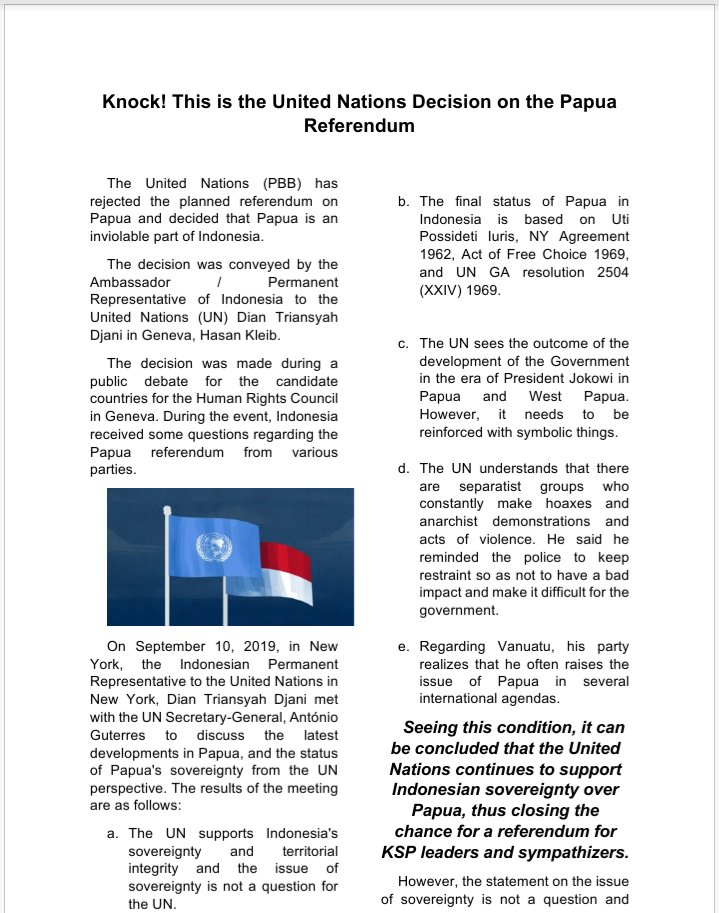 Knock! This is the United Nations Decision on the Papua
Referendum
The United Nations (PBB) has
rejected the planned referendum on
Papua and decided that Papua is an
inviolable part of Indonesia.
The decision was conveyed by the
Ambassador / Permanent
Representative of Indonesia to the
United Nations (UN) Dian Triansyah
Djani in Geneva, Hasan Kleib.
The decision was made during a
public debate for the candidate
countries for the Human Rights Council
in Geneva. During the event, Indonesia
received some questions regarding the
Papua referendum from various
parties.
On September 10, 2019, in New
York, the Indonesian Permanent
Representative to the United Nations in
New York, Dian Triansyah Djani met
with the UN Secretary-General, António
Guterres to discuss the latest
developments in Papua, and the status
of Papua's sovereignty from the UN
perspective. The results of the meeting
are as follows:
a. The UN supports Indonesia's
sovereignty and territorial
integrity and the issue of
sovereignty is not a question for
the UN.
b. The final status of Papua in
Indonesia is based on Uti
Possideti Iuris, NY Agreement
1962, Act of Free Choice 1969,
and UN GA resolution 2504
(XXIV) 1969.
c. The UN sees the outcome of the
development of the Government
in the era of President Jokowi in
Papua and West Papua.
However, it needs to be
reinforced with symbolic things.
d. The UN understands that there
are separatist groups who
constantly make hoaxes and
anarchist demonstrations and
acts of violence. He said he
reminded the police to keep
restraint so as not to have a bad
impact and make it difficult for the
government.
e. Regarding Vanuatu, his party
realizes that he often raises the
issue of Papua in several
international agendas.
Seeing this condition, it can
be concluded that the United
Nations continues to support
Indonesian sovereignty over
Papua, thus closing the
chance for a referendum for
KSP leaders and sympathizers.
However, the statement on the issue
of sovereignty is not a question and